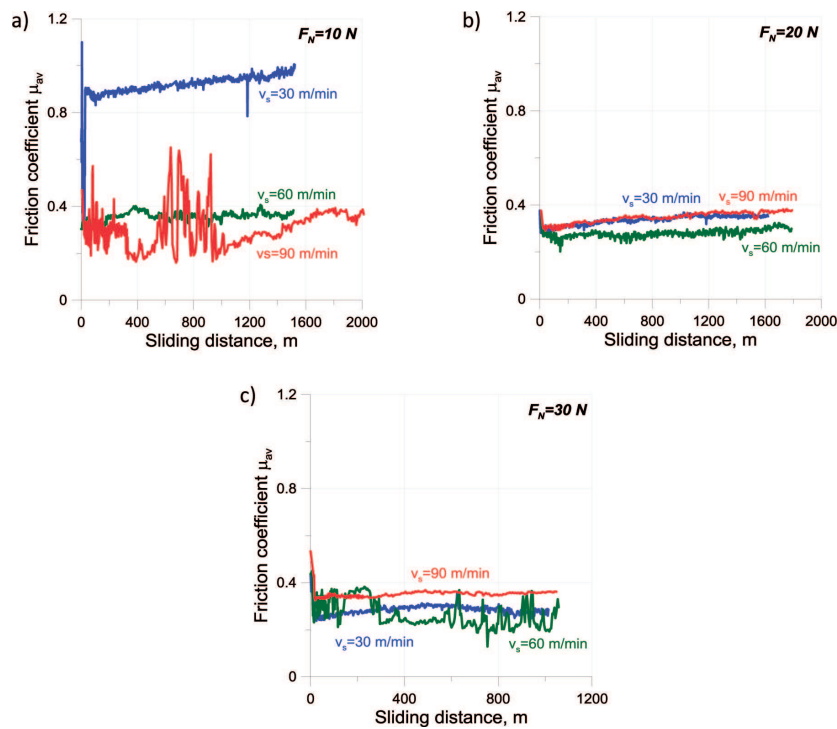 a)
1.2
F_N=10 N
v_s=30 m/min
0.8
Friction coefficient μ_av
v_s=60 m/min
0.4
vs=90 m/min
0
0 400 800 1200 1600 2000
Sliding distance, m
b)
1.2
F_N=20 N
0.8
Friction coefficient μ_av
v_s=30 m/min v_s=90 m/min
0.4
v_s=60 m/min
0
0 400 800 1200 1600 2000
Sliding distance, m
c)
1.2
F_N=30 N
0.8
Friction coefficient μ_av
v_s=90 m/min
0.4
v_s=30 m/min v_s=60 m/min
0
0 400 800 1200
Sliding distance, m